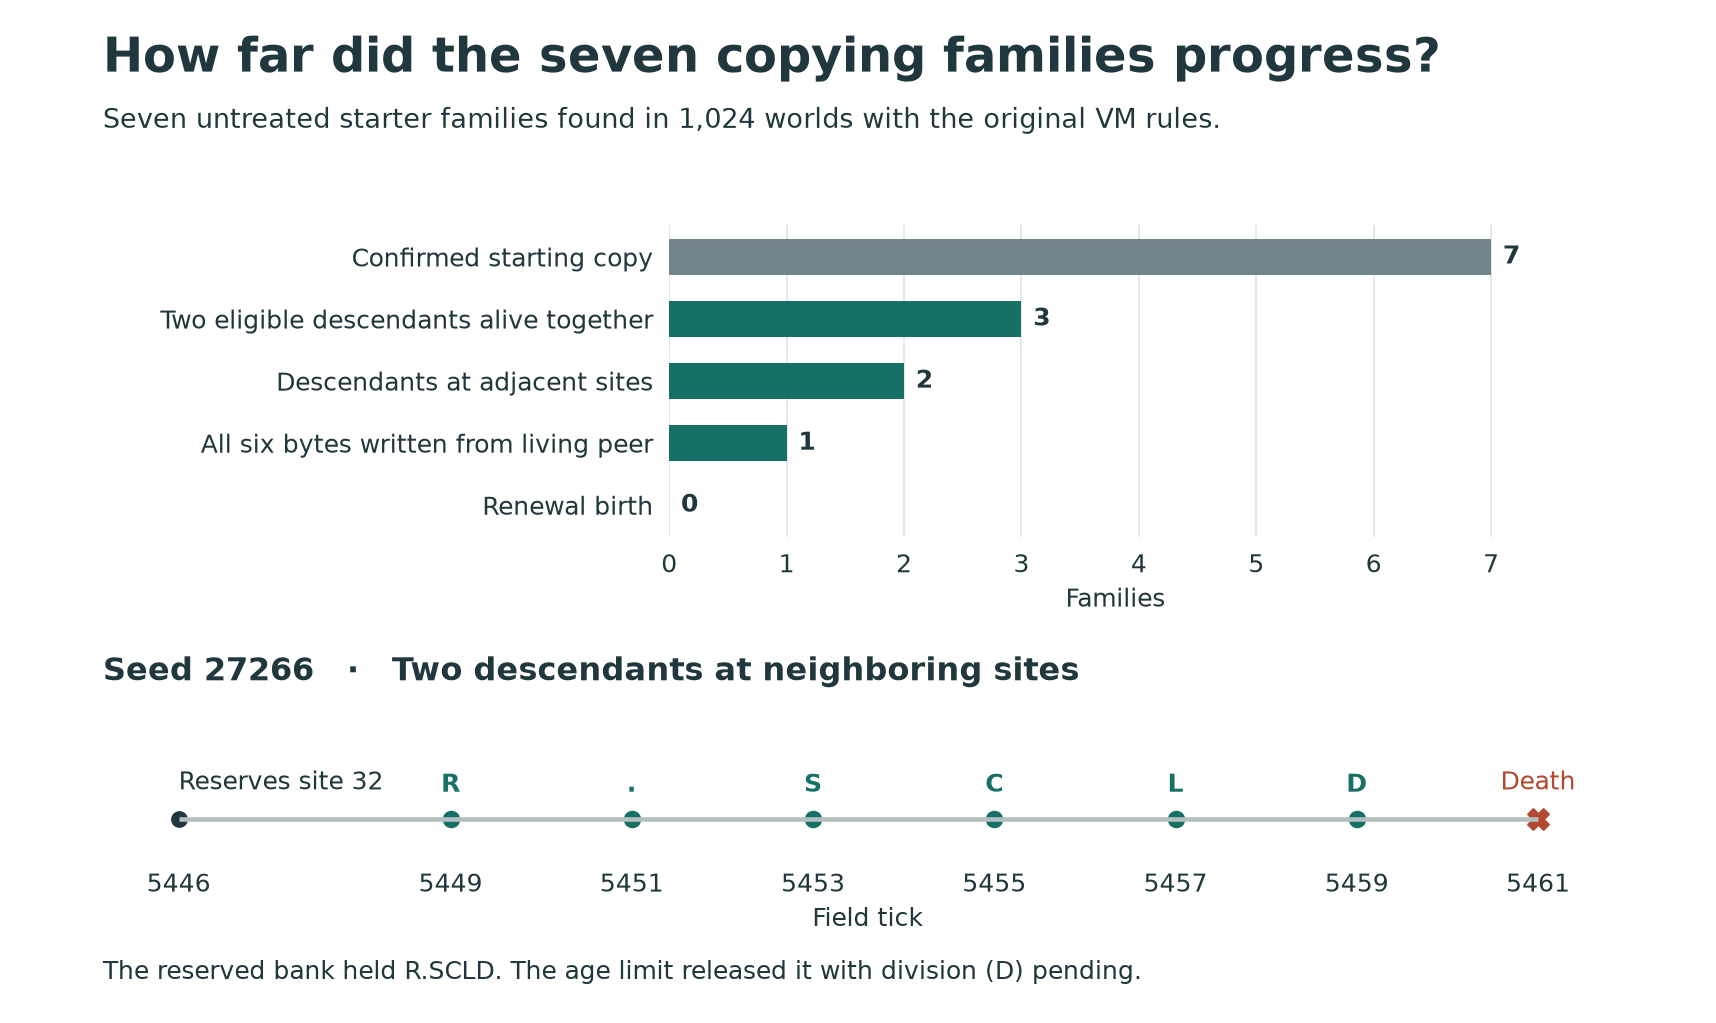 How far did the seven copying families progress?
Seven untreated starter families found in 1,024 worlds with the original VM rules.
Confirmed starting copy 7
Two eligible descendants alive together 3
Descendants at adjacent sites 2
All six bytes written from living peer 1
Renewal birth 0
0 1 2 3 4 5 6 7
Families
Seed 27266 · Two descendants at neighboring sites
Reserves site 32 R . S C L D Death
5446 5449 5451 5453 5455 5457 5459 5461
Field tick
The reserved bank held R.SCLD. The age limit released it with division (D) pending.